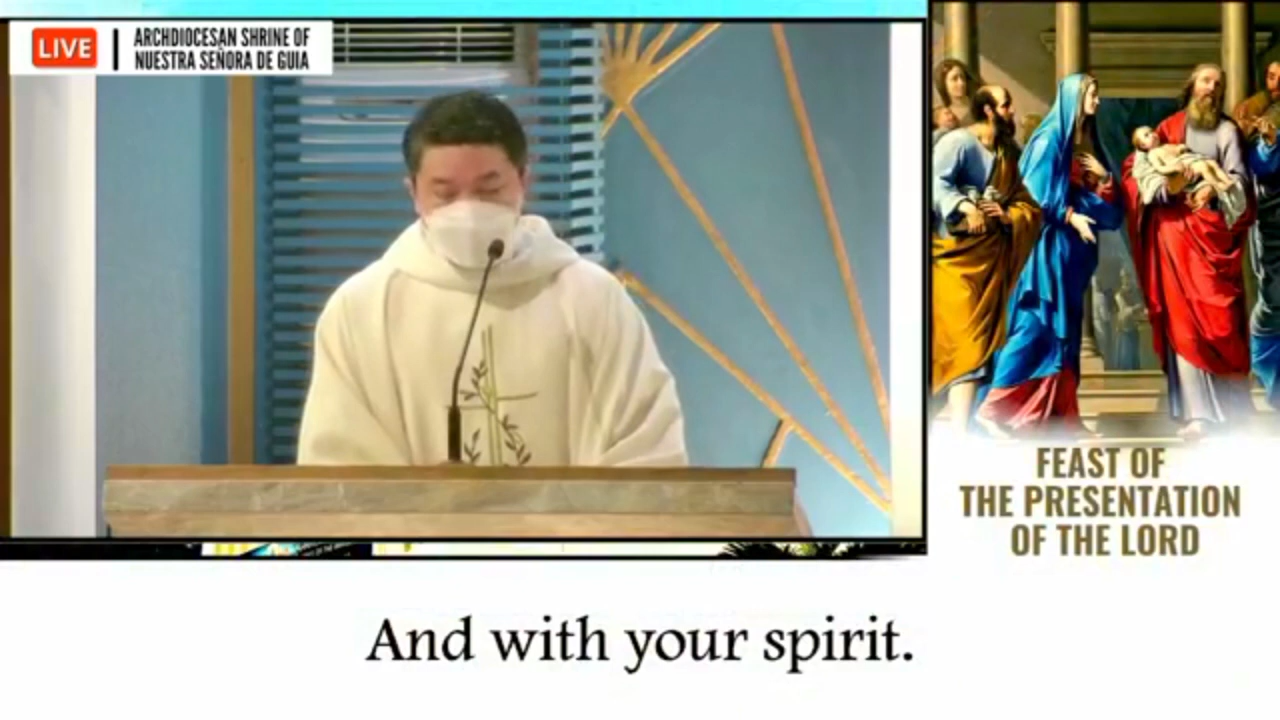 LIVE
ARCHDIOCESAN SHRINE OF
NUESTRA SEÑORA DE GUIA
FEAST OF
THE PRESENTATION
OF THE LORD
And with your spirit.